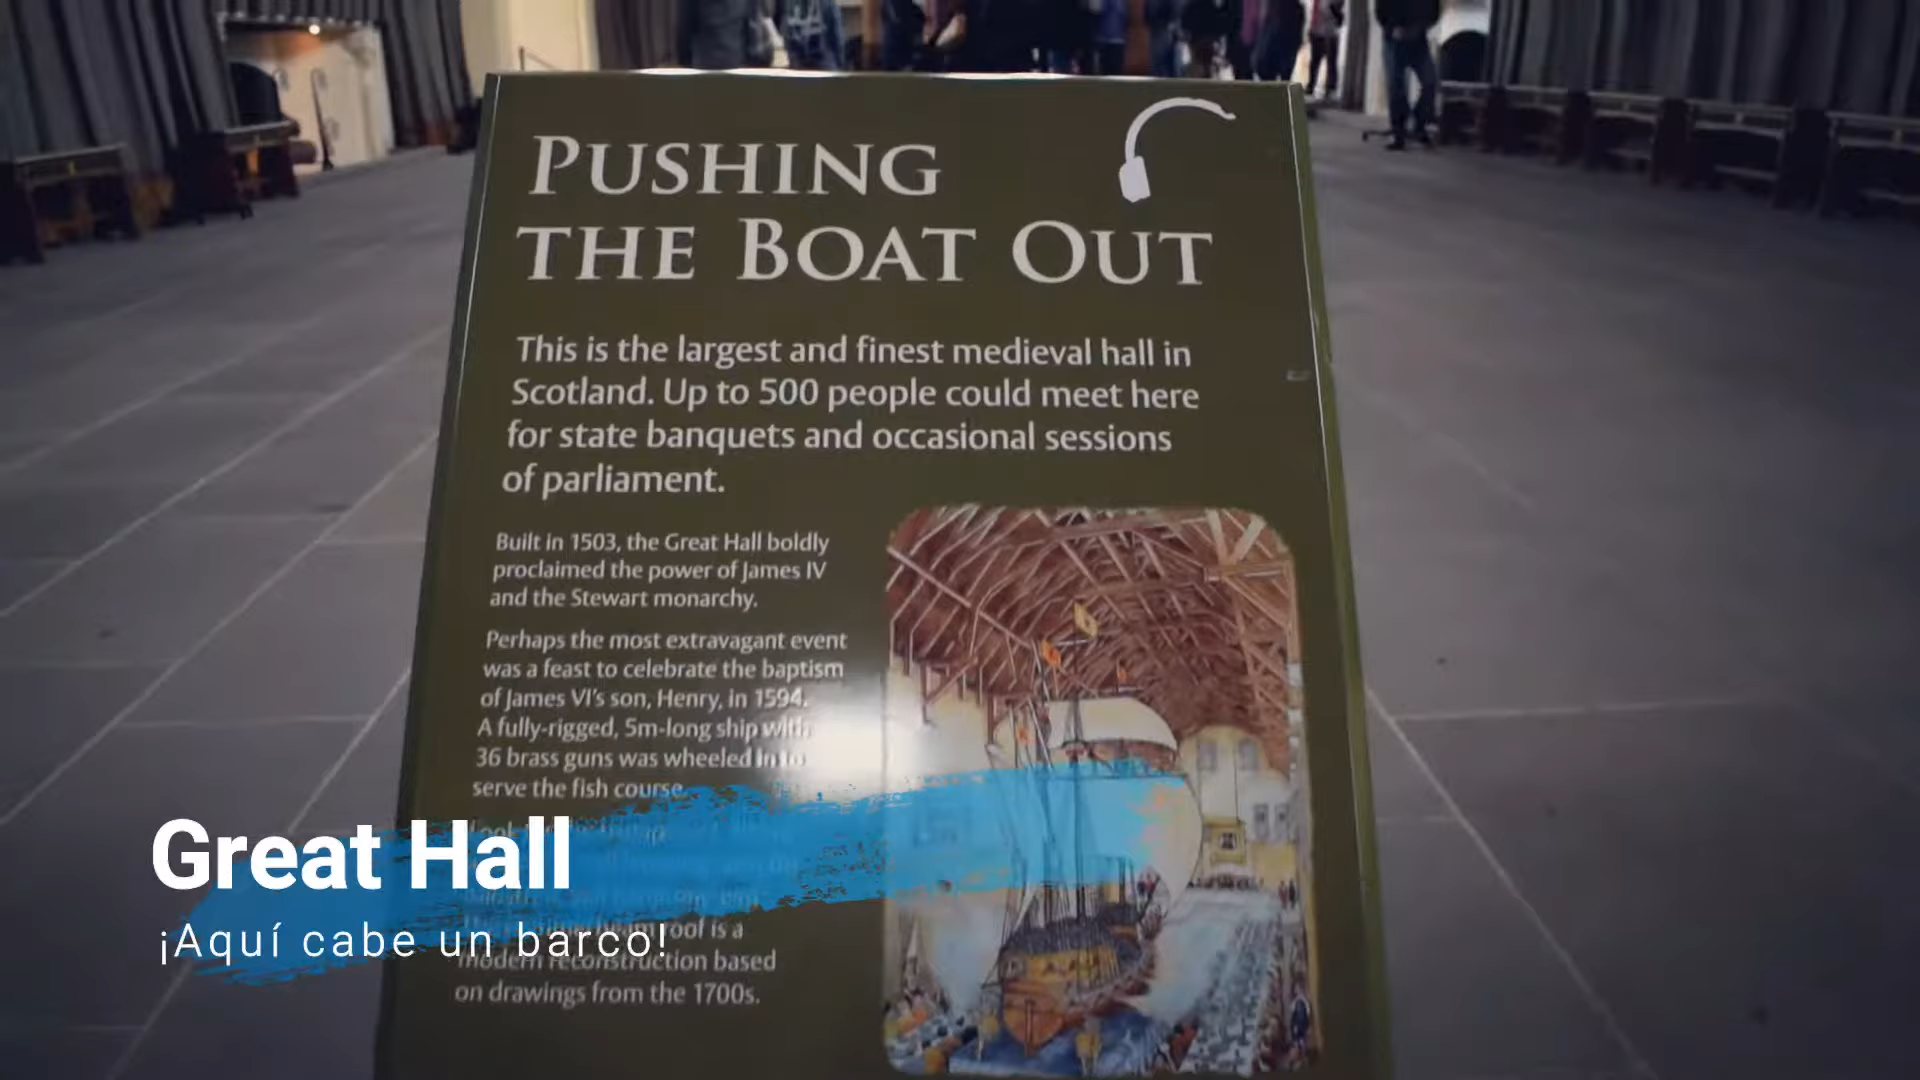 PUSHING
THE BOAT OUT
This is the largest and finest medieval hall in
Scotland. Up to 500 people could meet here
for state banquets and occasional sessions
of parliament.
Built in 1503, the Great Hall boldly
proclaimed the power of James IV
and the Stewart monarchy.
Perhaps the most extravagant event
was a feast to celebrate the baptism
of James VI's son, Henry, in 1594.
A fully-rigged, 5m-long ship with
36 brass guns was wheeled in to
serve the fish course.
roof is a
modern reconstruction based
on drawings from the 1700s.
Great Hall
¡Aquí cabe un barco!